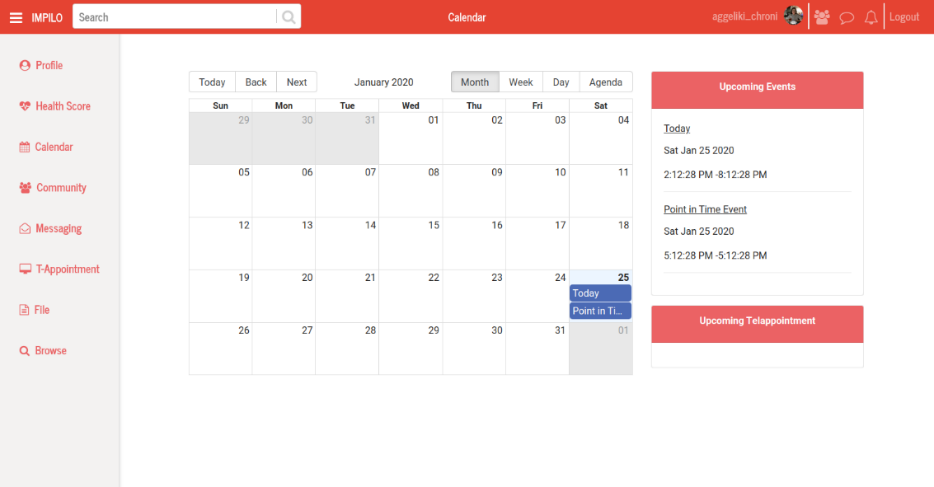 IMPILO
Search
Calendar
aggeliki_chroni
Logout
Profile
Health Score
Calendar
Community
Messaging
T-Appointment
File
Browse
Today Back Next
January 2020
Month Week Day Agenda
Sun Mon Tue Wed Thu Fri Sat
29 30 31 01 02 03 04
05 06 07 08 09 10 11
12 13 14 15 16 17 18
19 20 21 22 23 24 25
Today
Point in Ti...
26 27 28 29 30 31 01
Upcoming Events
Today
Sat Jan 25 2020
2:12:28 PM -8:12:28 PM
Point in Time Event
Sat Jan 25 2020
5:12:28 PM -5:12:28 PM
Upcoming Telappointment